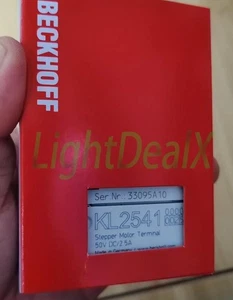 BECKHOFF
LightDealX
Ser.Nr 33095A10
KL2541
Stepper Motor Terminal
50V DC/2.5A